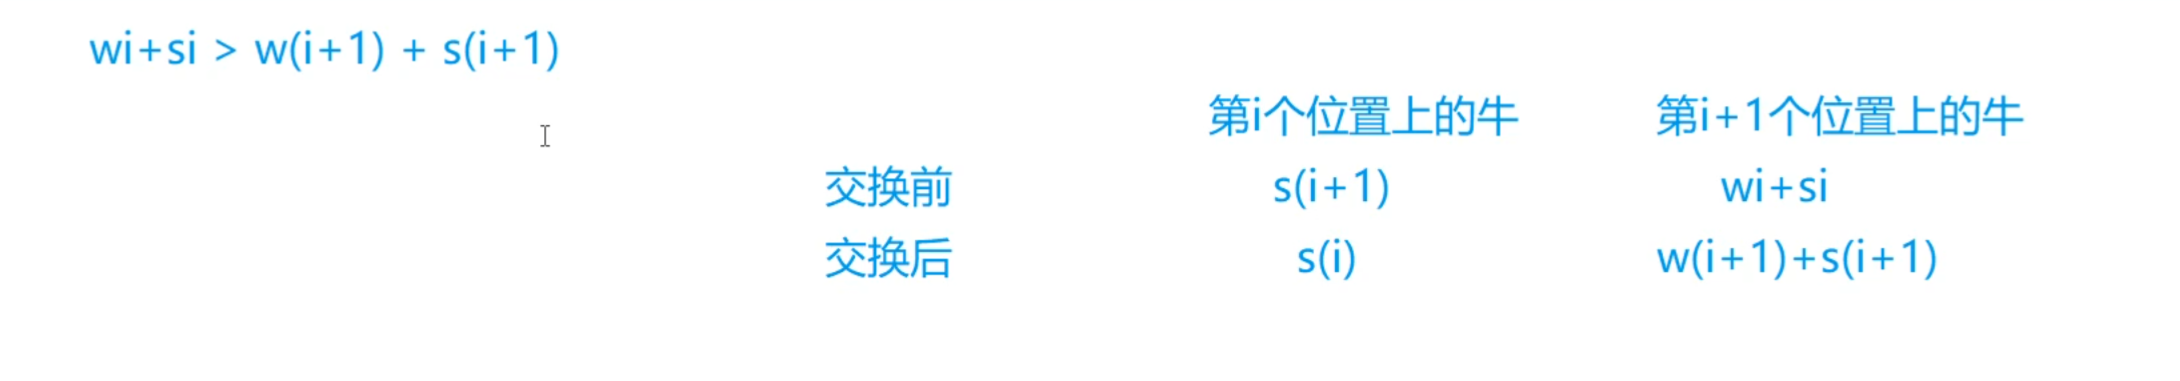 wi+si > w(i+1) + s(i+1)
第i个位置上的牛 第i+1个位置上的牛
交换前 s(i+1) wi+si
交换后 s(i) w(i+1)+s(i+1)